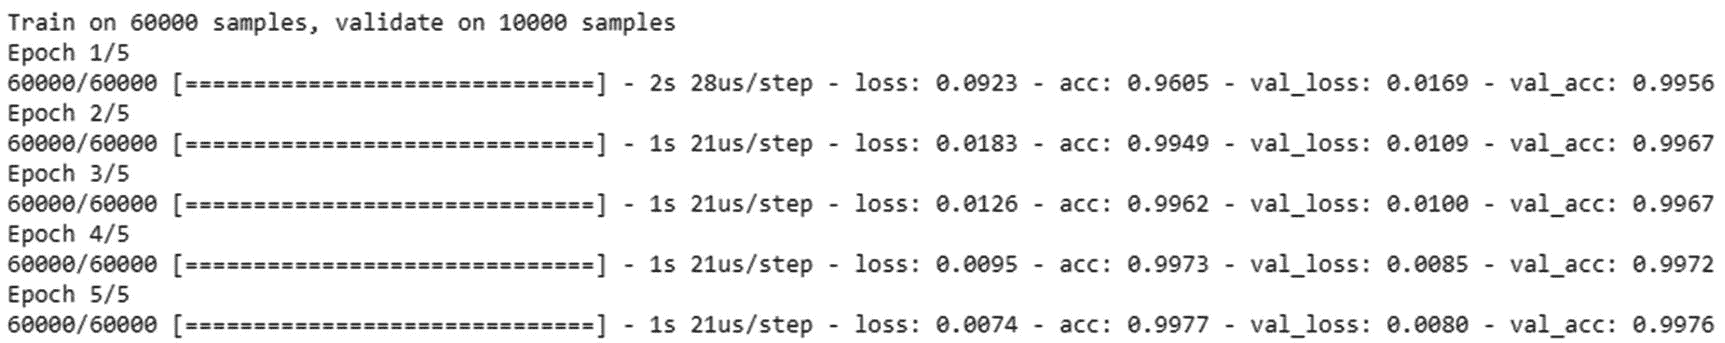 Train on 60000 samples, validate on 10000 samples
Epoch 1/5
60000/60000 [==============================] - 2s 28us/step - loss: 0.0923 - acc: 0.9605 - val_loss: 0.0169 - val_acc: 0.9956
Epoch 2/5
60000/60000 [==============================] - 1s 21us/step - loss: 0.0183 - acc: 0.9949 - val_loss: 0.0109 - val_acc: 0.9967
Epoch 3/5
60000/60000 [==============================] - 1s 21us/step - loss: 0.0126 - acc: 0.9962 - val_loss: 0.0100 - val_acc: 0.9967
Epoch 4/5
60000/60000 [==============================] - 1s 21us/step - loss: 0.0095 - acc: 0.9973 - val_loss: 0.0085 - val_acc: 0.9972
Epoch 5/5
60000/60000 [==============================] - 1s 21us/step - loss: 0.0074 - acc: 0.9977 - val_loss: 0.0080 - val_acc: 0.9976